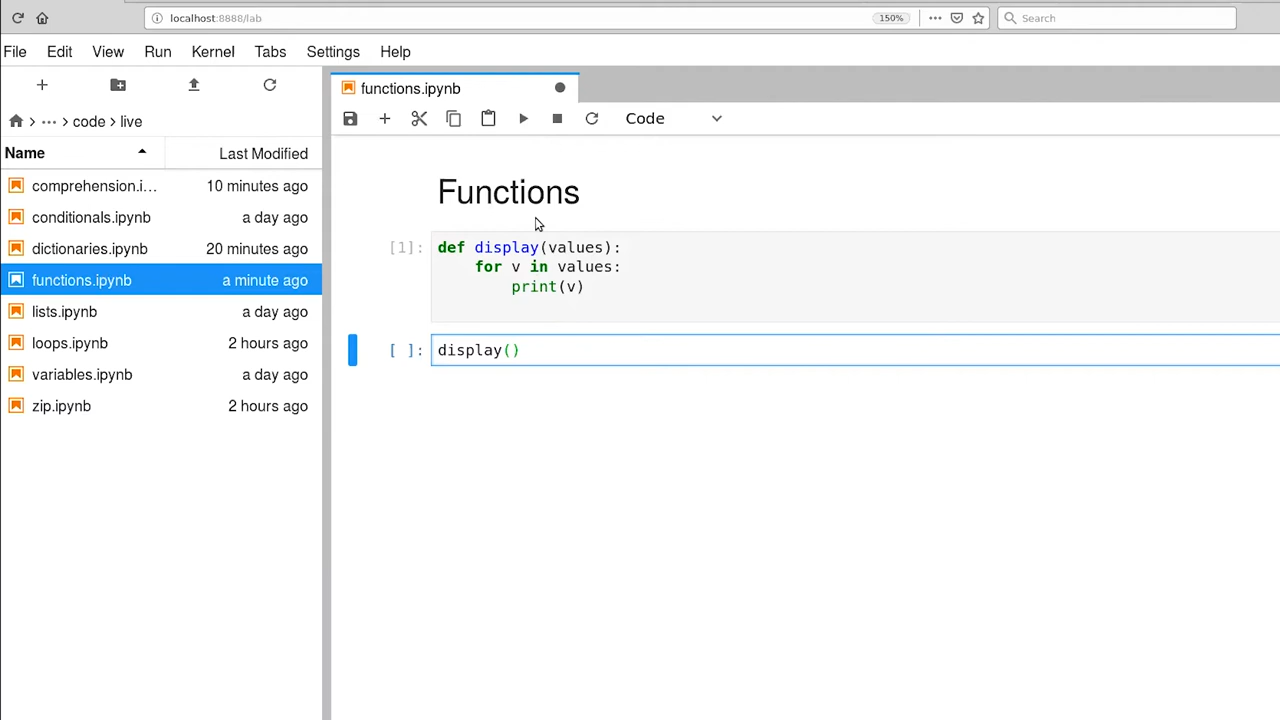 localhost:8888/lab
150%
Search
File Edit View Run Kernel Tabs Settings Help
functions.ipynb
code live
Code
Name Last Modified
comprehension.i... 10 minutes ago
conditionals.ipynb a day ago
dictionaries.ipynb 20 minutes ago
functions.ipynb a minute ago
lists.ipynb a day ago
loops.ipynb 2 hours ago
variables.ipynb a day ago
zip.ipynb 2 hours ago
Functions
[1]: def display(values):
for v in values:
print(v)
[ ]: display()